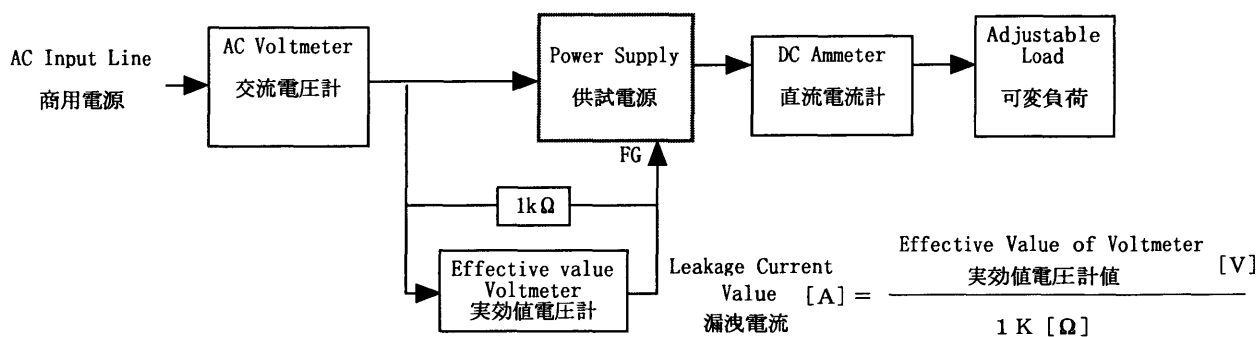 AC Input Line
商用電源
AC Voltmeter
交流電圧計
Power Supply
供試電源
DC Ammeter
直流電流計
Adjustable
Load
可変負荷
FG
1kΩ
Effective value
Voltmeter
実効値電圧計
Leakage Current
Value [A] =
漏洩電流
Effective Value of Voltmeter
実効値電圧計値
[V]
1 K [Ω]